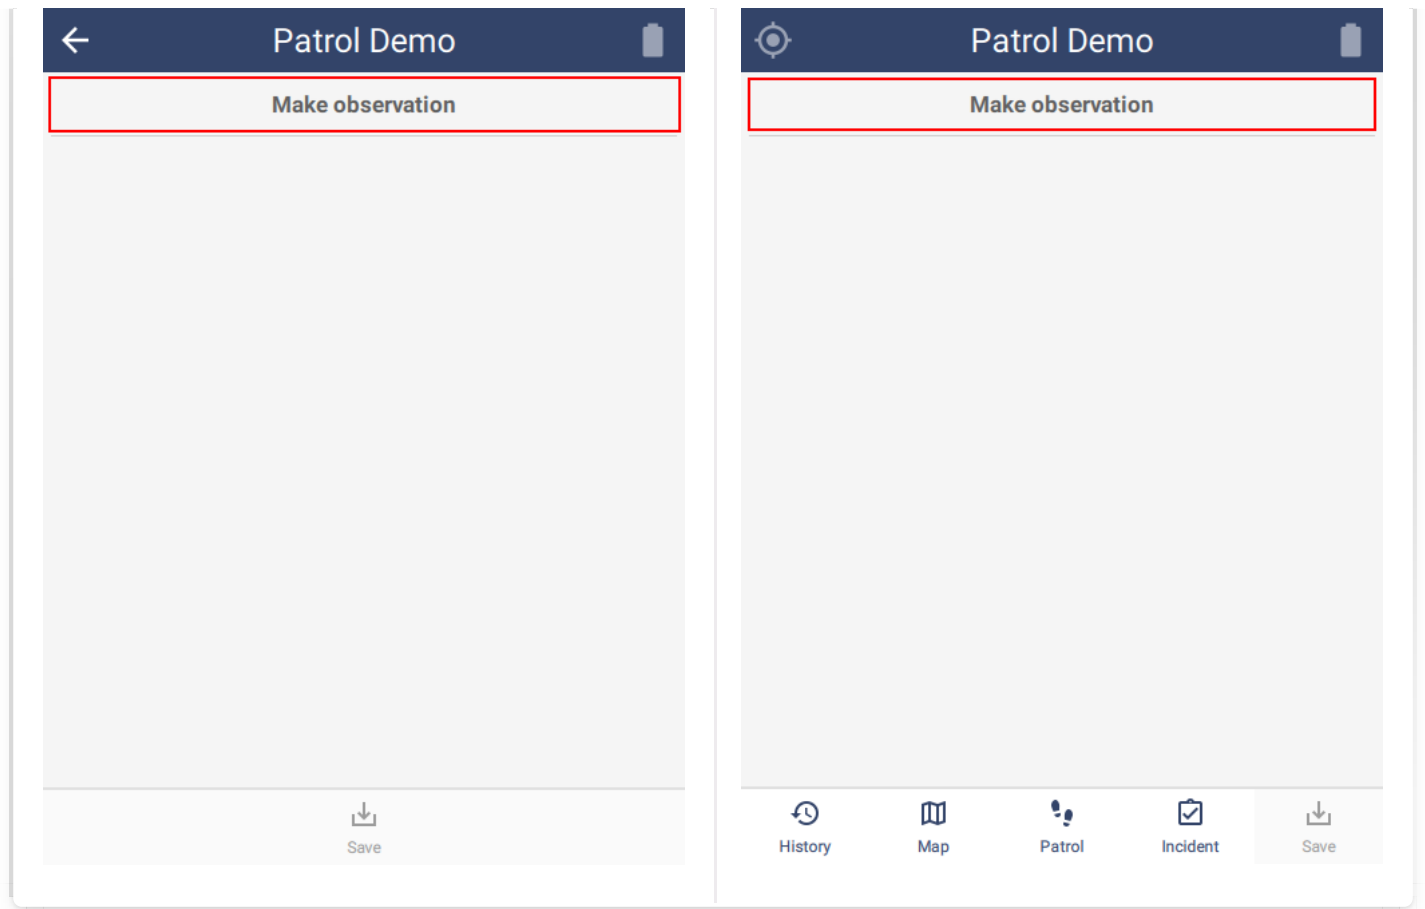 Patrol Demo
Make observation
Save
Patrol Demo
Make observation
History
Map
Patrol
Incident
Save